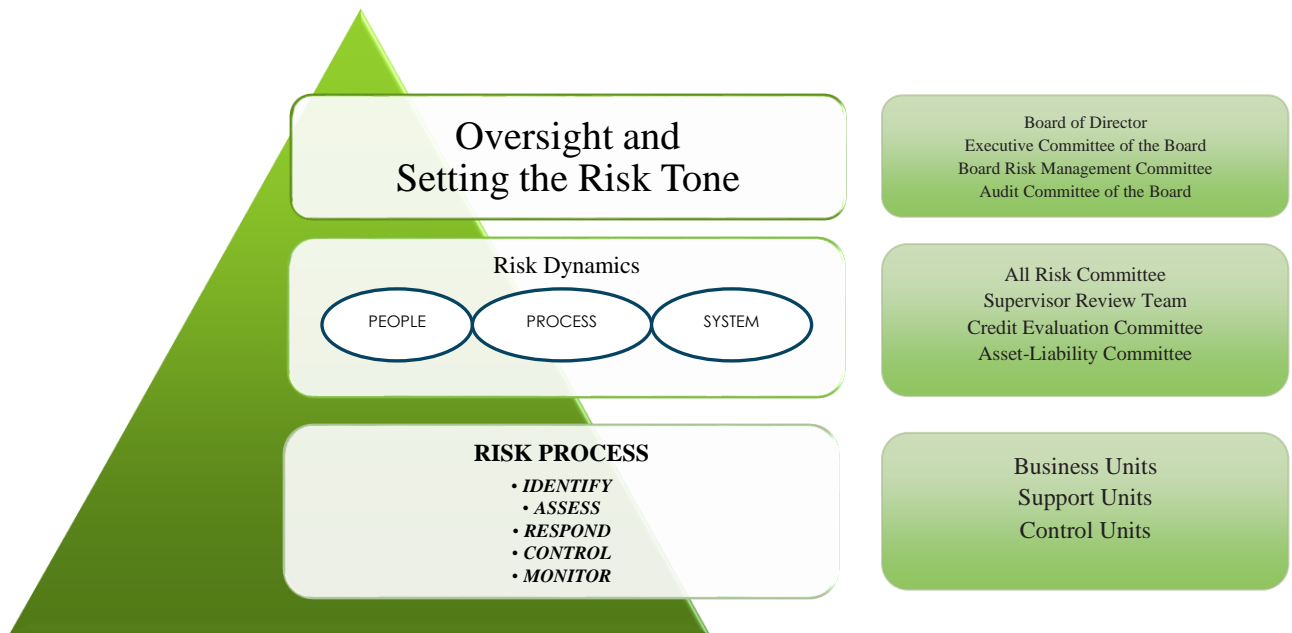 Oversight and
Setting the Risk Tone
Board of Director
Executive Committee of the Board
Board Risk Management Committee
Audit Committee of the Board
Risk Dynamics
PEOPLE
PROCESS
SYSTEM
All Risk Committee
Supervisor Review Team
Credit Evaluation Committee
Asset-Liability Committee
RISK PROCESS
• IDENTIFY
• ASSESS
• RESPOND
• CONTROL
• MONITOR
Business Units
Support Units
Control Units